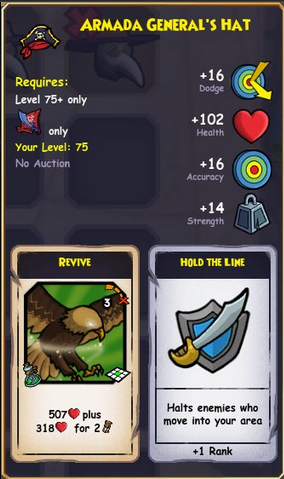 Armada General's Hat
Requires:
Level 75+ only
only
Your Level: 75
No Auction
+16
Dodge
+102
Health
+16
Accuracy
+14
Strength
Revive
3
507 plus
318 for 2
Hold the Line
Halts enemies who
move into your area
+1 Rank